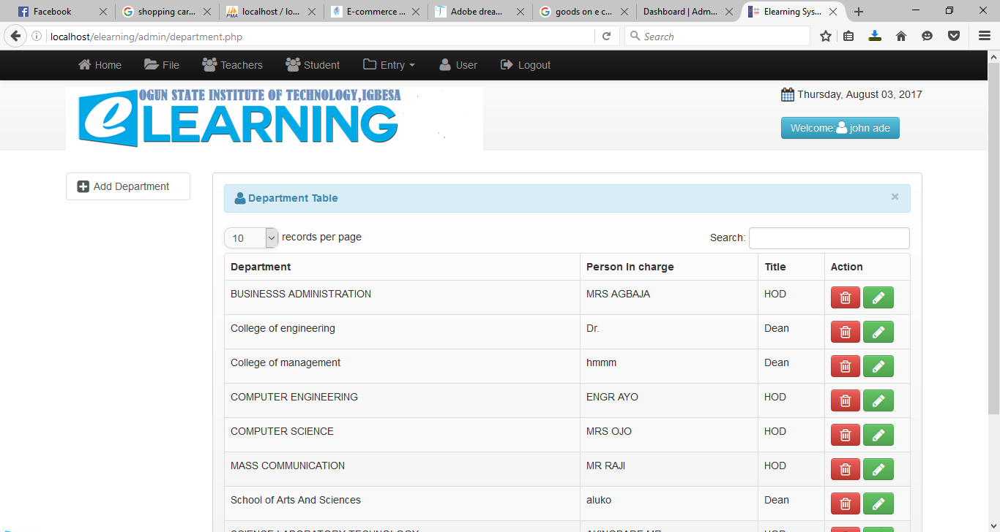 Facebook
shopping car...
localhost / lo...
E-commerce ...
Adobe drea...
goods on e c...
Dashboard | Adm...
Elearning Sys...
localhost/elearning/admin/department.php
Search
Home
File
Teachers
Student
Entry
User
Logout
OGUN STATE INSTITUTE OF TECHNOLOGY,IGBESA
eLEARNING
Thursday, August 03, 2017
Welcome: john ade
Add Department
Department Table
×
10 records per page
Search:
Department Person In charge Title Action
BUSINESSS ADMINISTRATION MRS AGBAJA HOD
College of engineering Dr. Dean
College of management hmmm Dean
COMPUTER ENGINEERING ENGR AYO HOD
COMPUTER SCIENCE MRS OJO HOD
MASS COMMUNICATION MR RAJI HOD
School of Arts And Sciences aluko Dean
SCIENCE LABORATORY TECHNOLOGY HOD